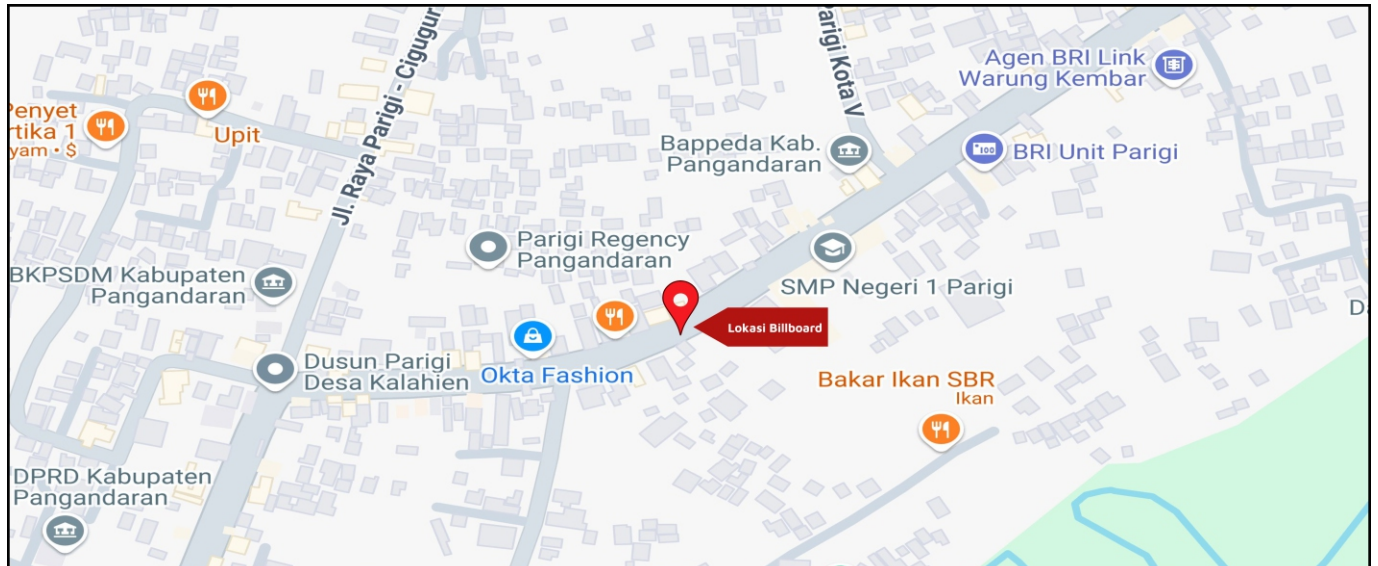 Jl. Raya Parigi - Cigugur
Parigi Kota V
Agen BRI Link
Warung Kembar
Penyet
rtika 1
yam • $
Upit
Bappeda Kab.
Pangandaran
BRI Unit Parigi
100
Parigi Regency
Pangandaran
BKPSDM Kabupaten
Pangandaran
SMP Negeri 1 Parigi
Lokasi Billboard
Dusun Parigi
Desa Kalahien
Okta Fashion
Bakar Ikan SBR
Ikan
DPRD Kabupaten
Pangandaran